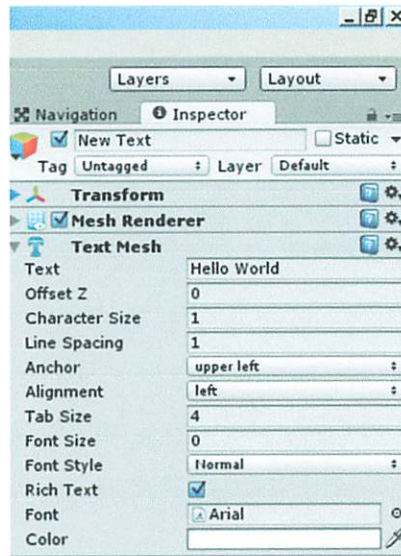 Layers Layout
Navigation Inspector
New Text Static
Tag Untagged Layer Default
Transform
Mesh Renderer
Text Mesh
Text Hello World
Offset Z 0
Character Size 1
Line Spacing 1
Anchor upper left
Alignment left
Tab Size 4
Font Size 0
Font Style Normal
Rich Text
Font Arial
Color